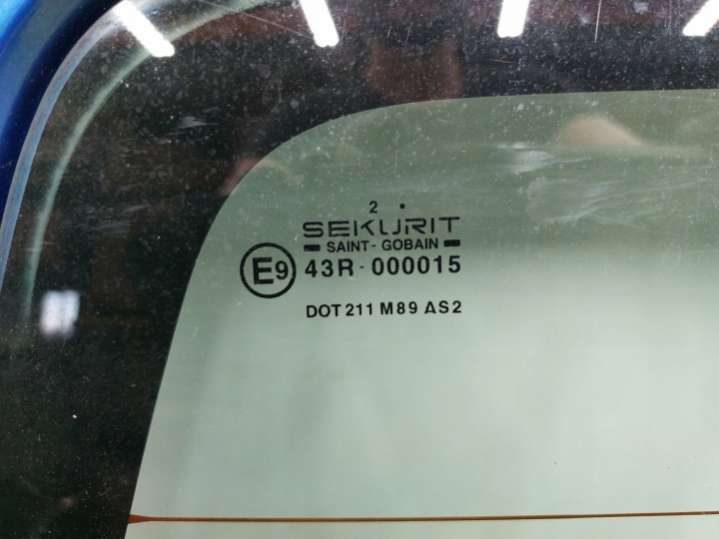 2 •
SEKURIT
SAINT-GOBAIN
E9 43R-000015
DOT 211 M89 AS2